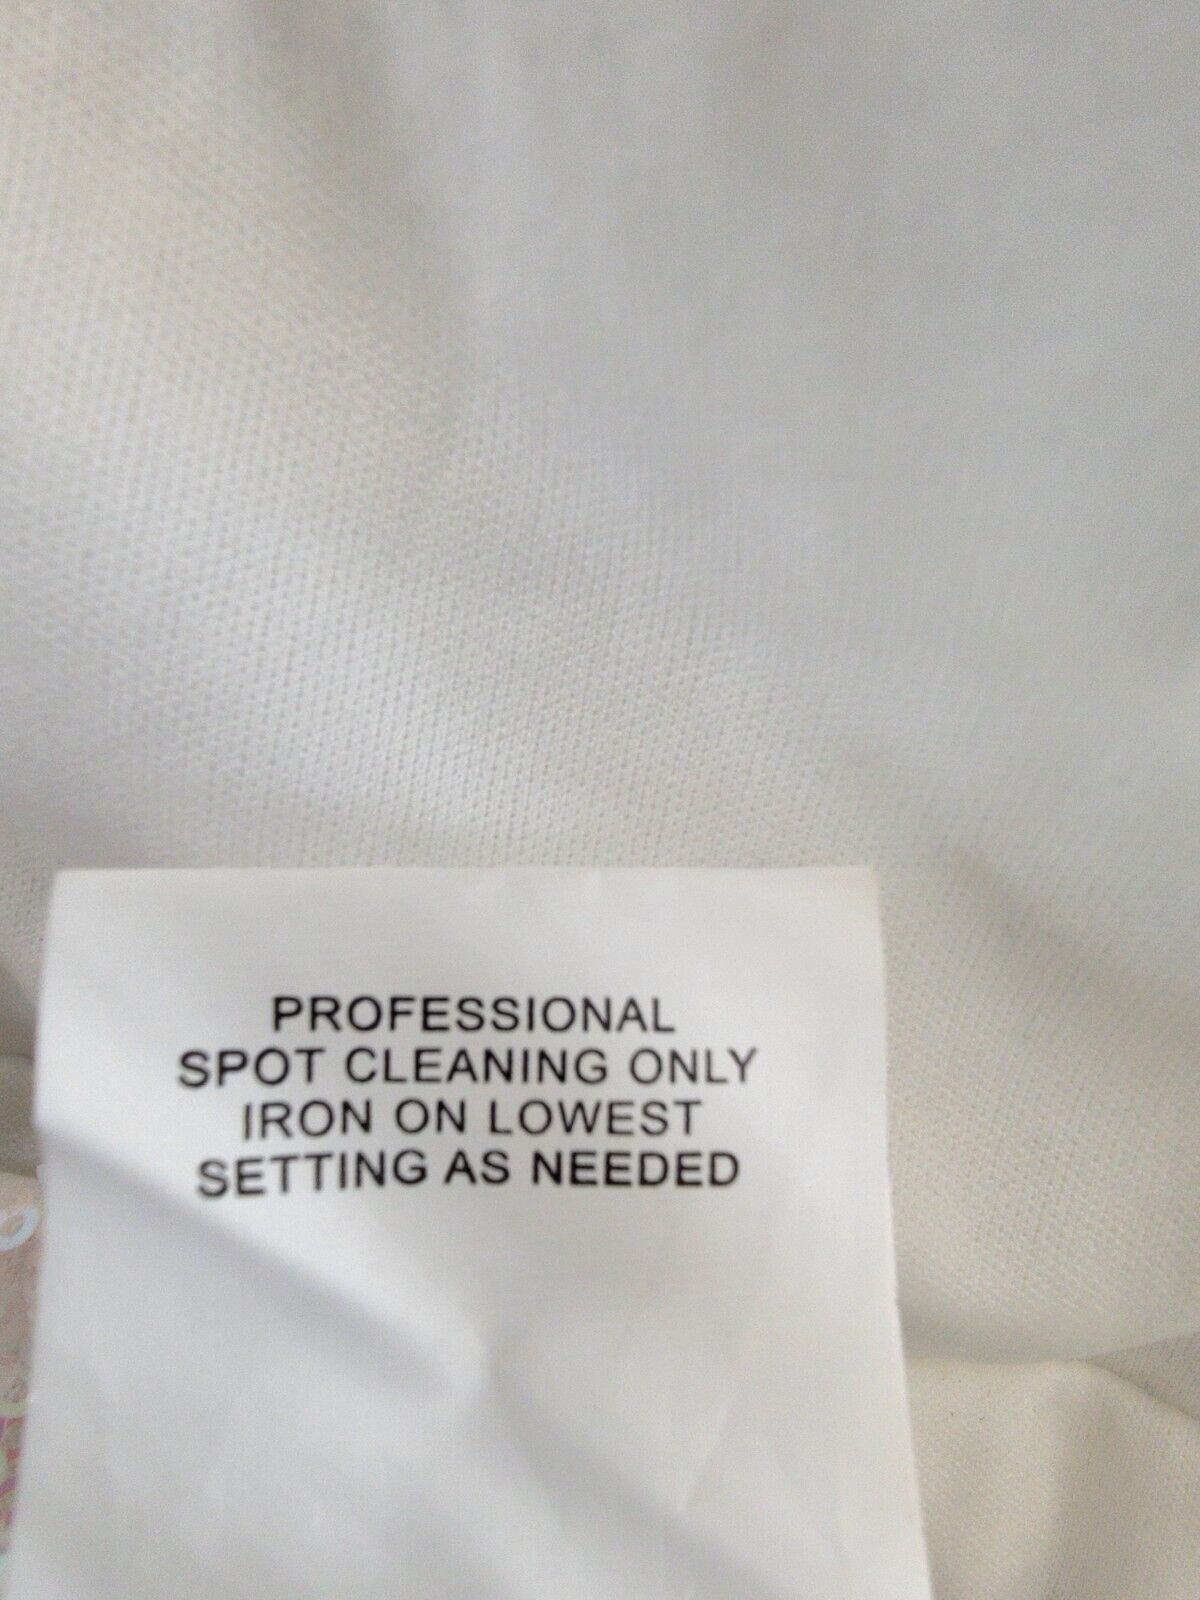 PROFESSIONAL
SPOT CLEANING ONLY
IRON ON LOWEST
SETTING AS NEEDED